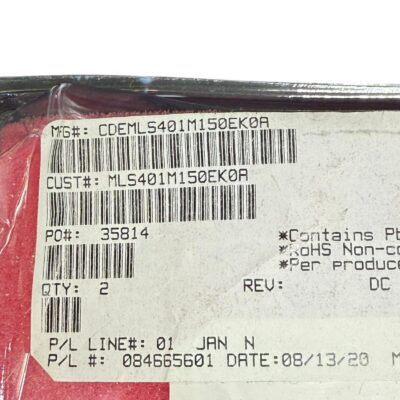 MFG#: CDEMLS401M150EK0A
CUST#: MLS401M150EK0A
PO#: 35814
*Contains Pb
*RoHS Non-co
*Per produce
QTY: 2 REV: DC
P/L LINE#: 01 JAN N
P/L #: 084665601 DATE:08/13/20 M